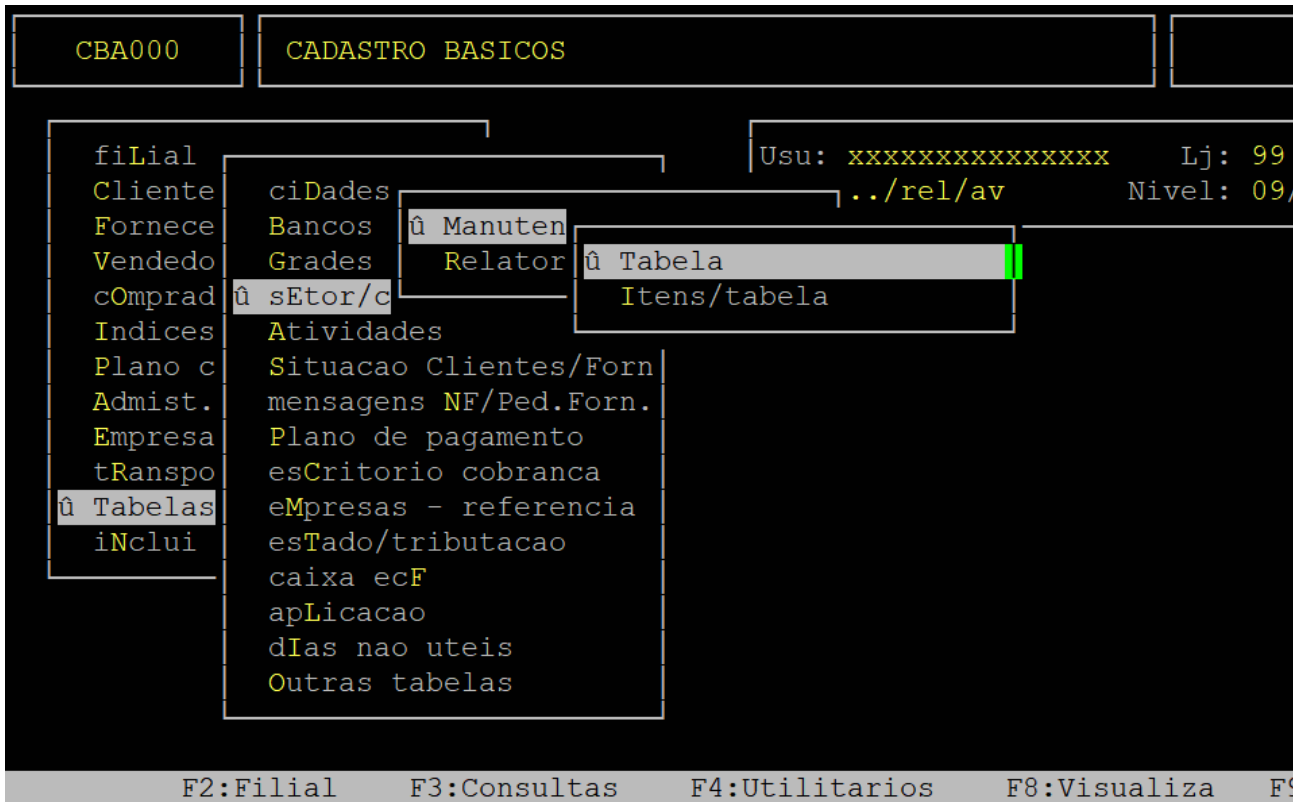 CBA000 CADASTRO BASICOS
fiLial Usu: xxxxxxxxxxxxxxx Lj: 99
Cliente ciDades ../rel/av Nivel: 09/
Fornece Bancos û Manuten
Vendedo Grades Relator û Tabela
cOmprad û sEtor/c Itens/tabela
Indices Atividades
Plano c Situacao Clientes/Forn
Admist. mensagens NF/Ped.Forn.
Empresa Plano de pagamento
tRanspo esCritorio cobranca
û Tabelas eMpresas - referencia
iNclui esTado/tributacao
caixa ecF
apLicacao
dIas nao uteis
Outras tabelas
F2:Filial F3:Consultas F4:Utilitarios F8:Visualiza F9